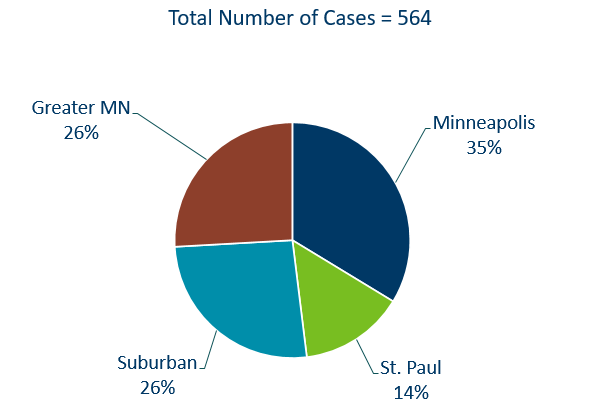 Total Number of Cases = 564
Greater MN
26%
Minneapolis
35%
Suburban
26%
St. Paul
14%